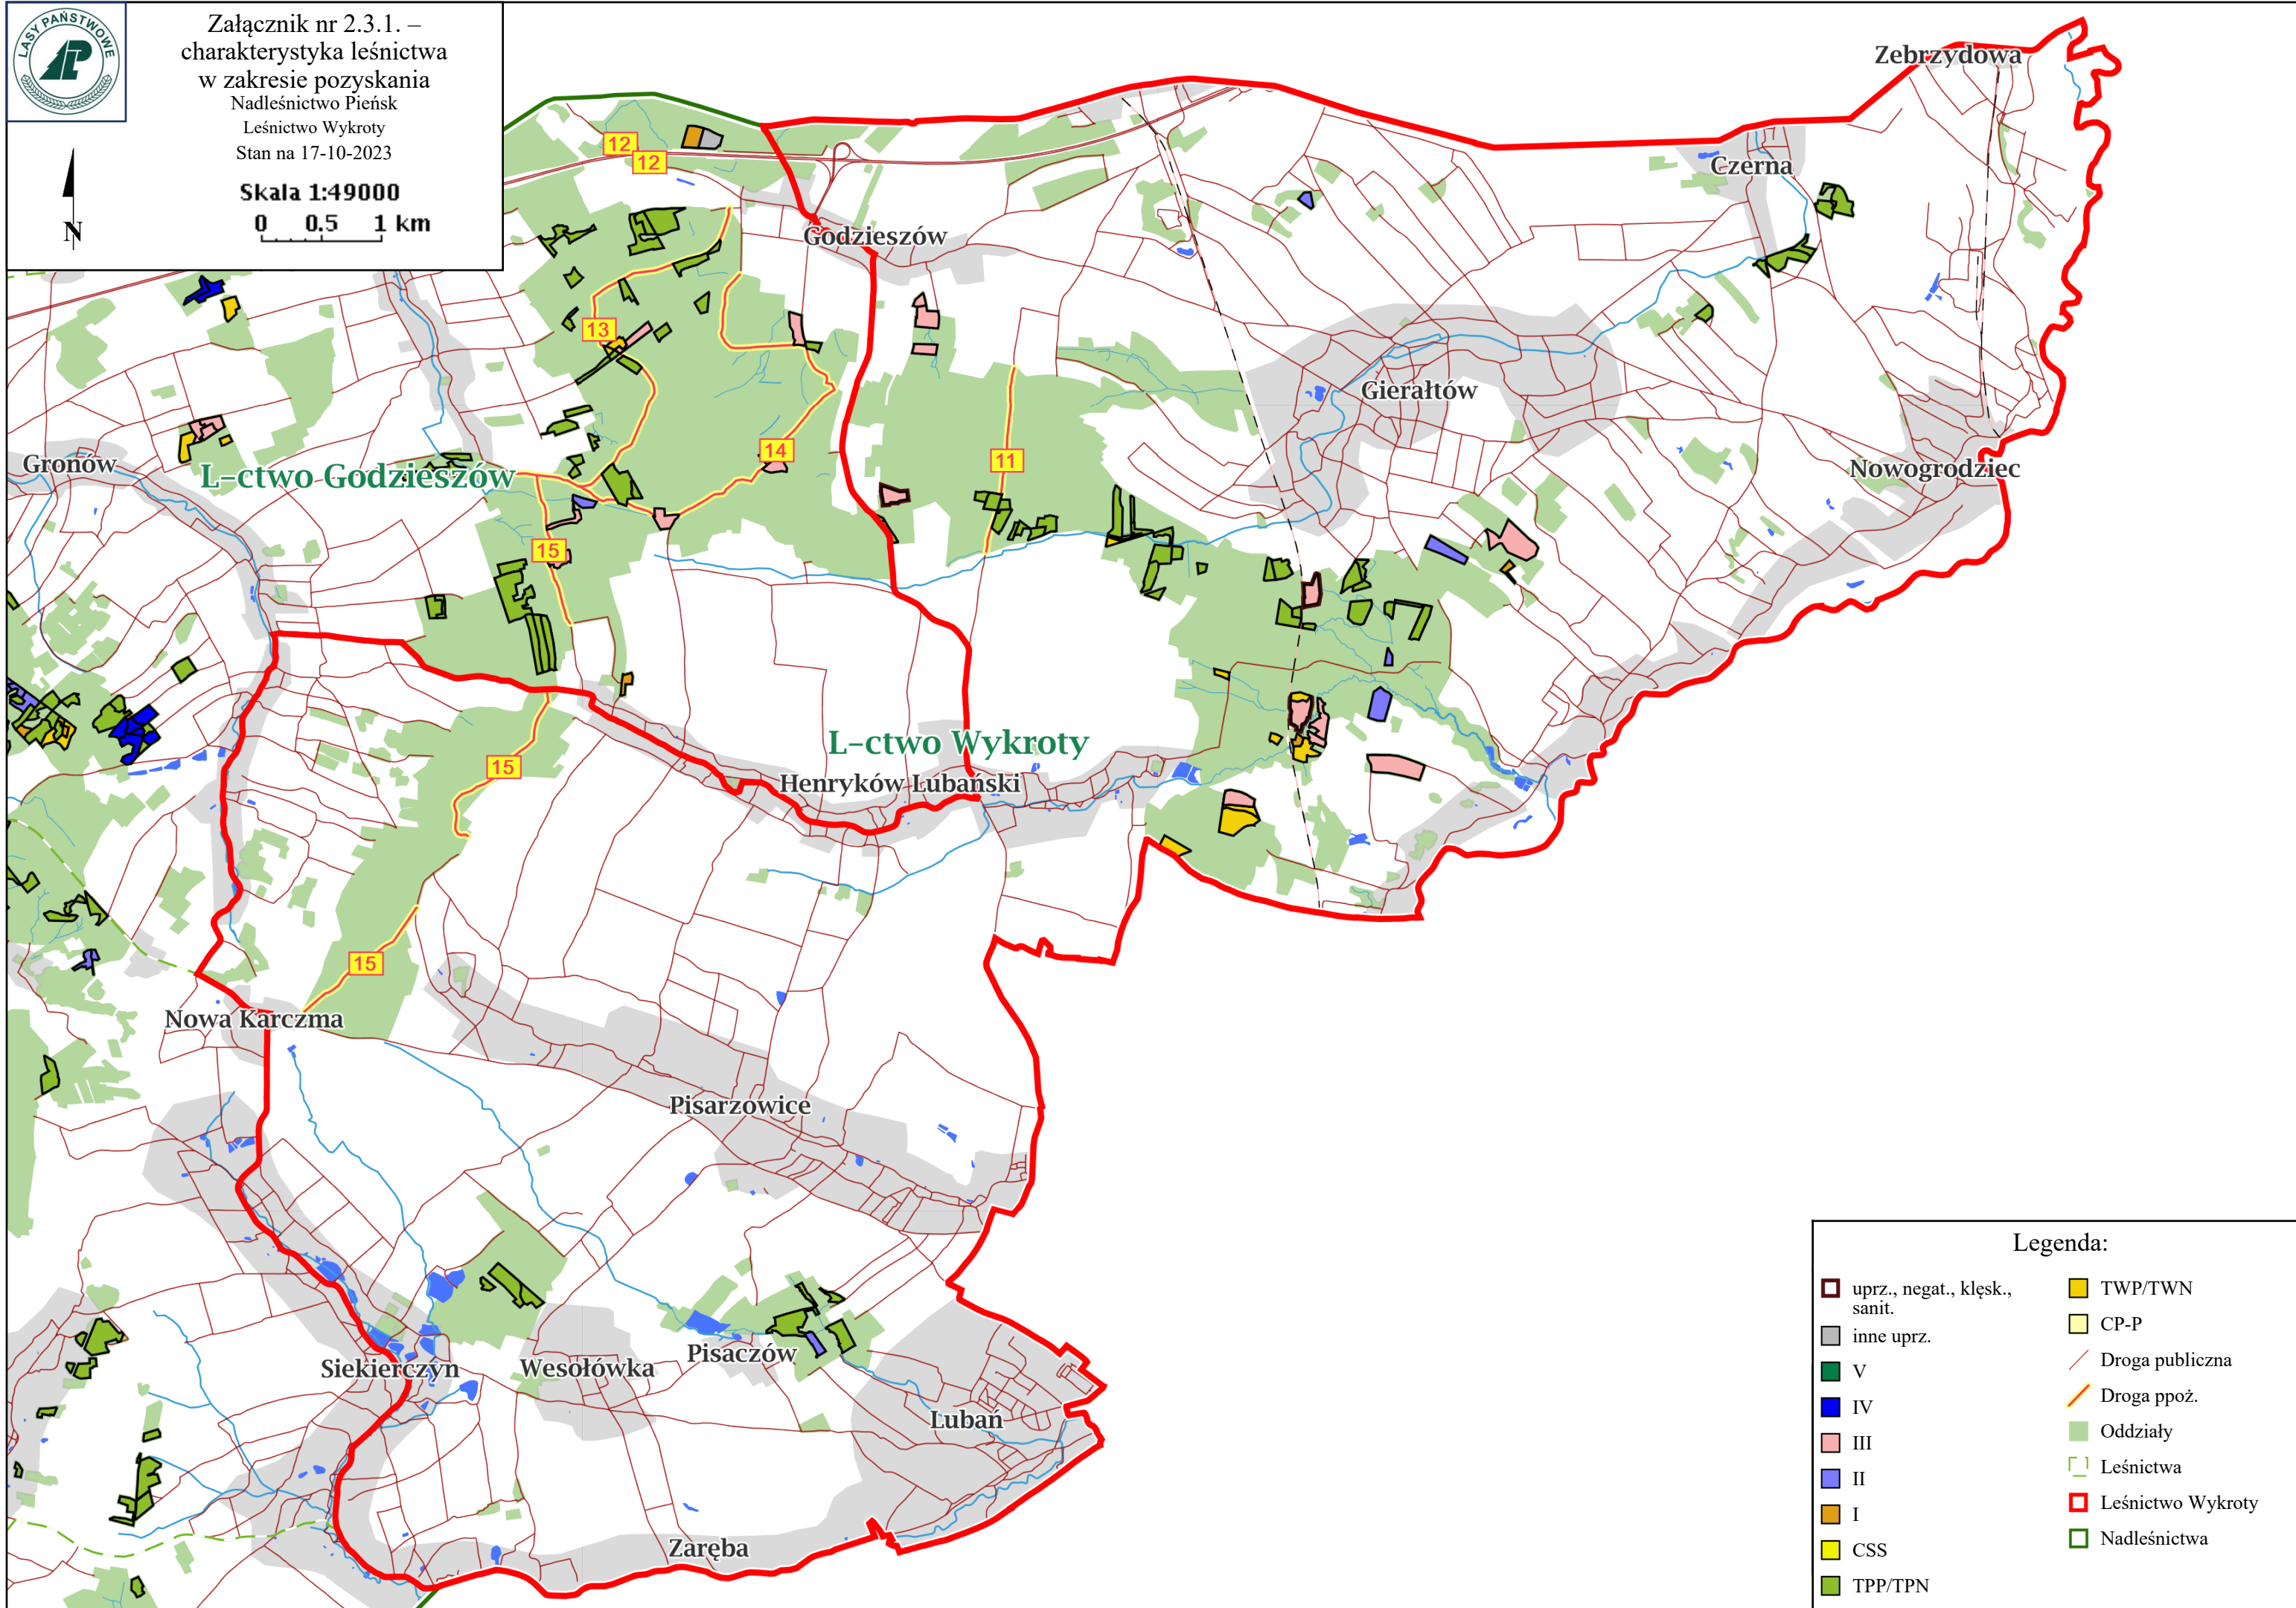 LASY PAŃSTWOWE
Załącznik nr 2.3.1. –
charakterystyka leśnictwa
w zakresie pozyskania
Nadleśnictwo Pieńsk
Leśnictwo Wykroty
Stan na 17-10-2023
Skala 1:49000
0 0.5 1 km
N
Zebrzydowa
12
12
Czerna
Godzieszów
13
Gierałtów
14
11
Gronów
L-ctwo Godzieszów
Nowogrodziec
15
L-ctwo Wykroty
15
Henryków Lubański
15
Nowa Karczma
Pisarzowice
Siekierczyn
Wesołówka
Pisaczów
Lubań
Zaręba
Legenda:
uprz., negat., klęsk.,
sanit.
inne uprz.
V
IV
III
II
I
CSS
TPP/TPN
TWP/TWN
CP-P
Droga publiczna
Droga ppoż.
Oddziały
Leśnictwa
Leśnictwo Wykroty
Nadleśnictwa